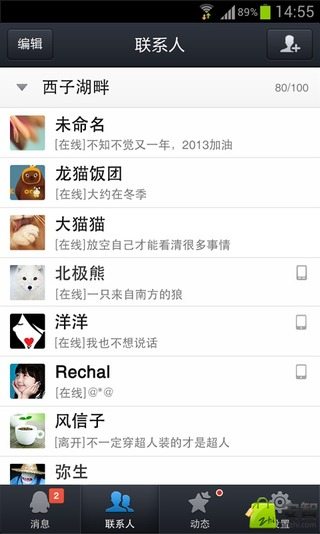 89% 14:55
编辑 联系人
西子湖畔 80/100
未命名
[在线]不知不觉又一年，2013加油
龙猫饭团
[在线]大约在冬季
大猫猫
[在线]放空自己才能看清很多事情
北极熊
[在线]一只来自南方的狼
洋洋
[在线]我也不想说话
Rechal
[在线]@*@
风信子
[离开]不一定穿超人装的才是超人
弥生
2
消息 联系人 动态 设置